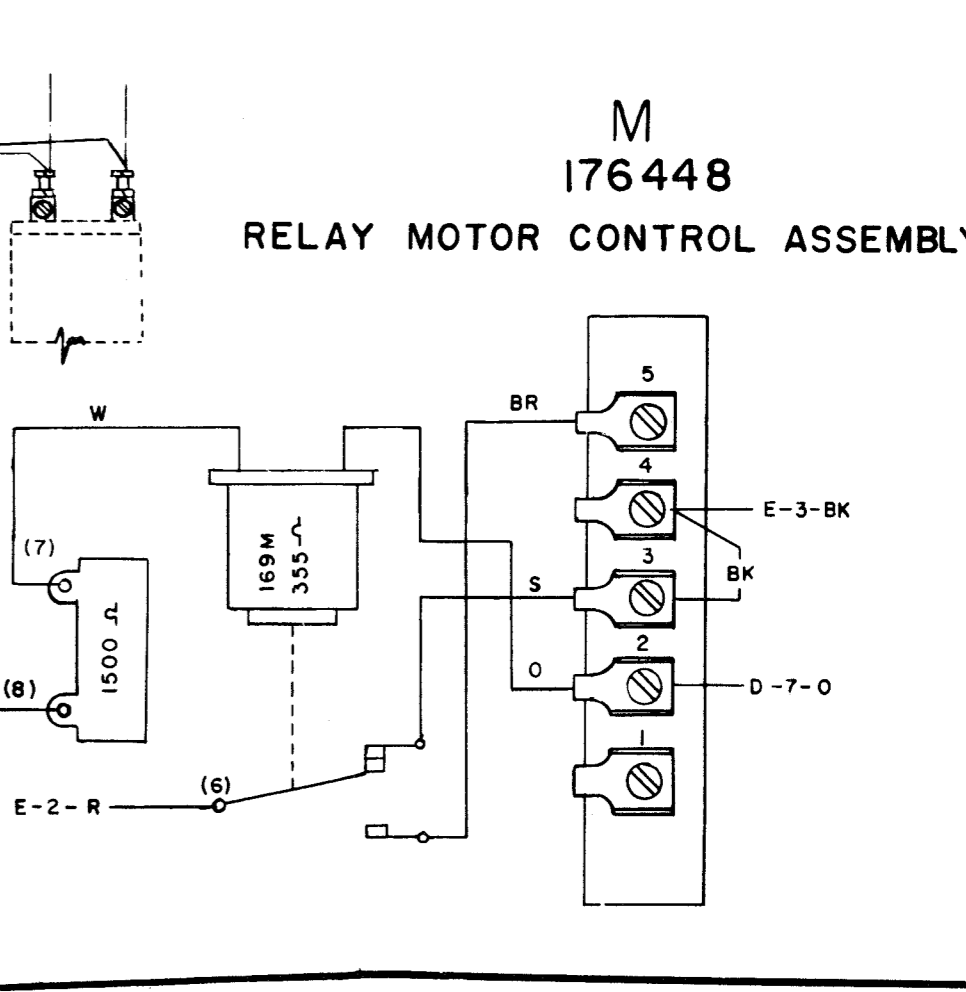 M
176448
RELAY MOTOR CONTROL ASSEMBLY
5
BR
W
4
E-3-BK
169M
355 Ω
(7)
3
BK
S
1500 Ω
2
O
(8)
D-7-O
1
(6)
E-2-R